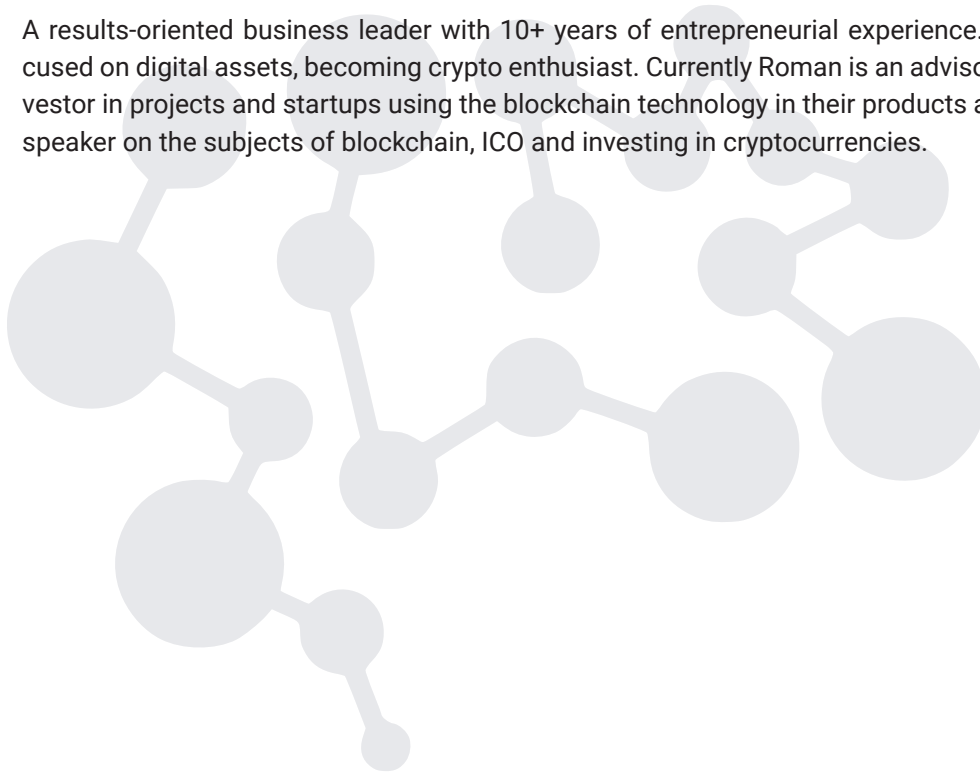 A results-oriented business leader with 10+ years of entrepreneurial experience.
cused on digital assets, becoming crypto enthusiast. Currently Roman is an
vestor in projects and startups using the blockchain technology in their products
speaker on the subjects of blockchain, ICO and investing in cryptocurrencies.